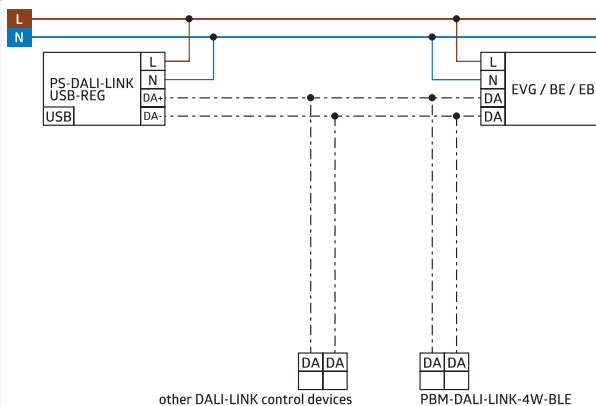 L
N
PS-DALI-LINK
USB-REG
USB
L
N
DA+
DA-
L
N
DA
DA
EVG / BE / EB
DA DA
DA DA
other DALI-LINK control devices
PBM-DALI-LINK-4W-BLE